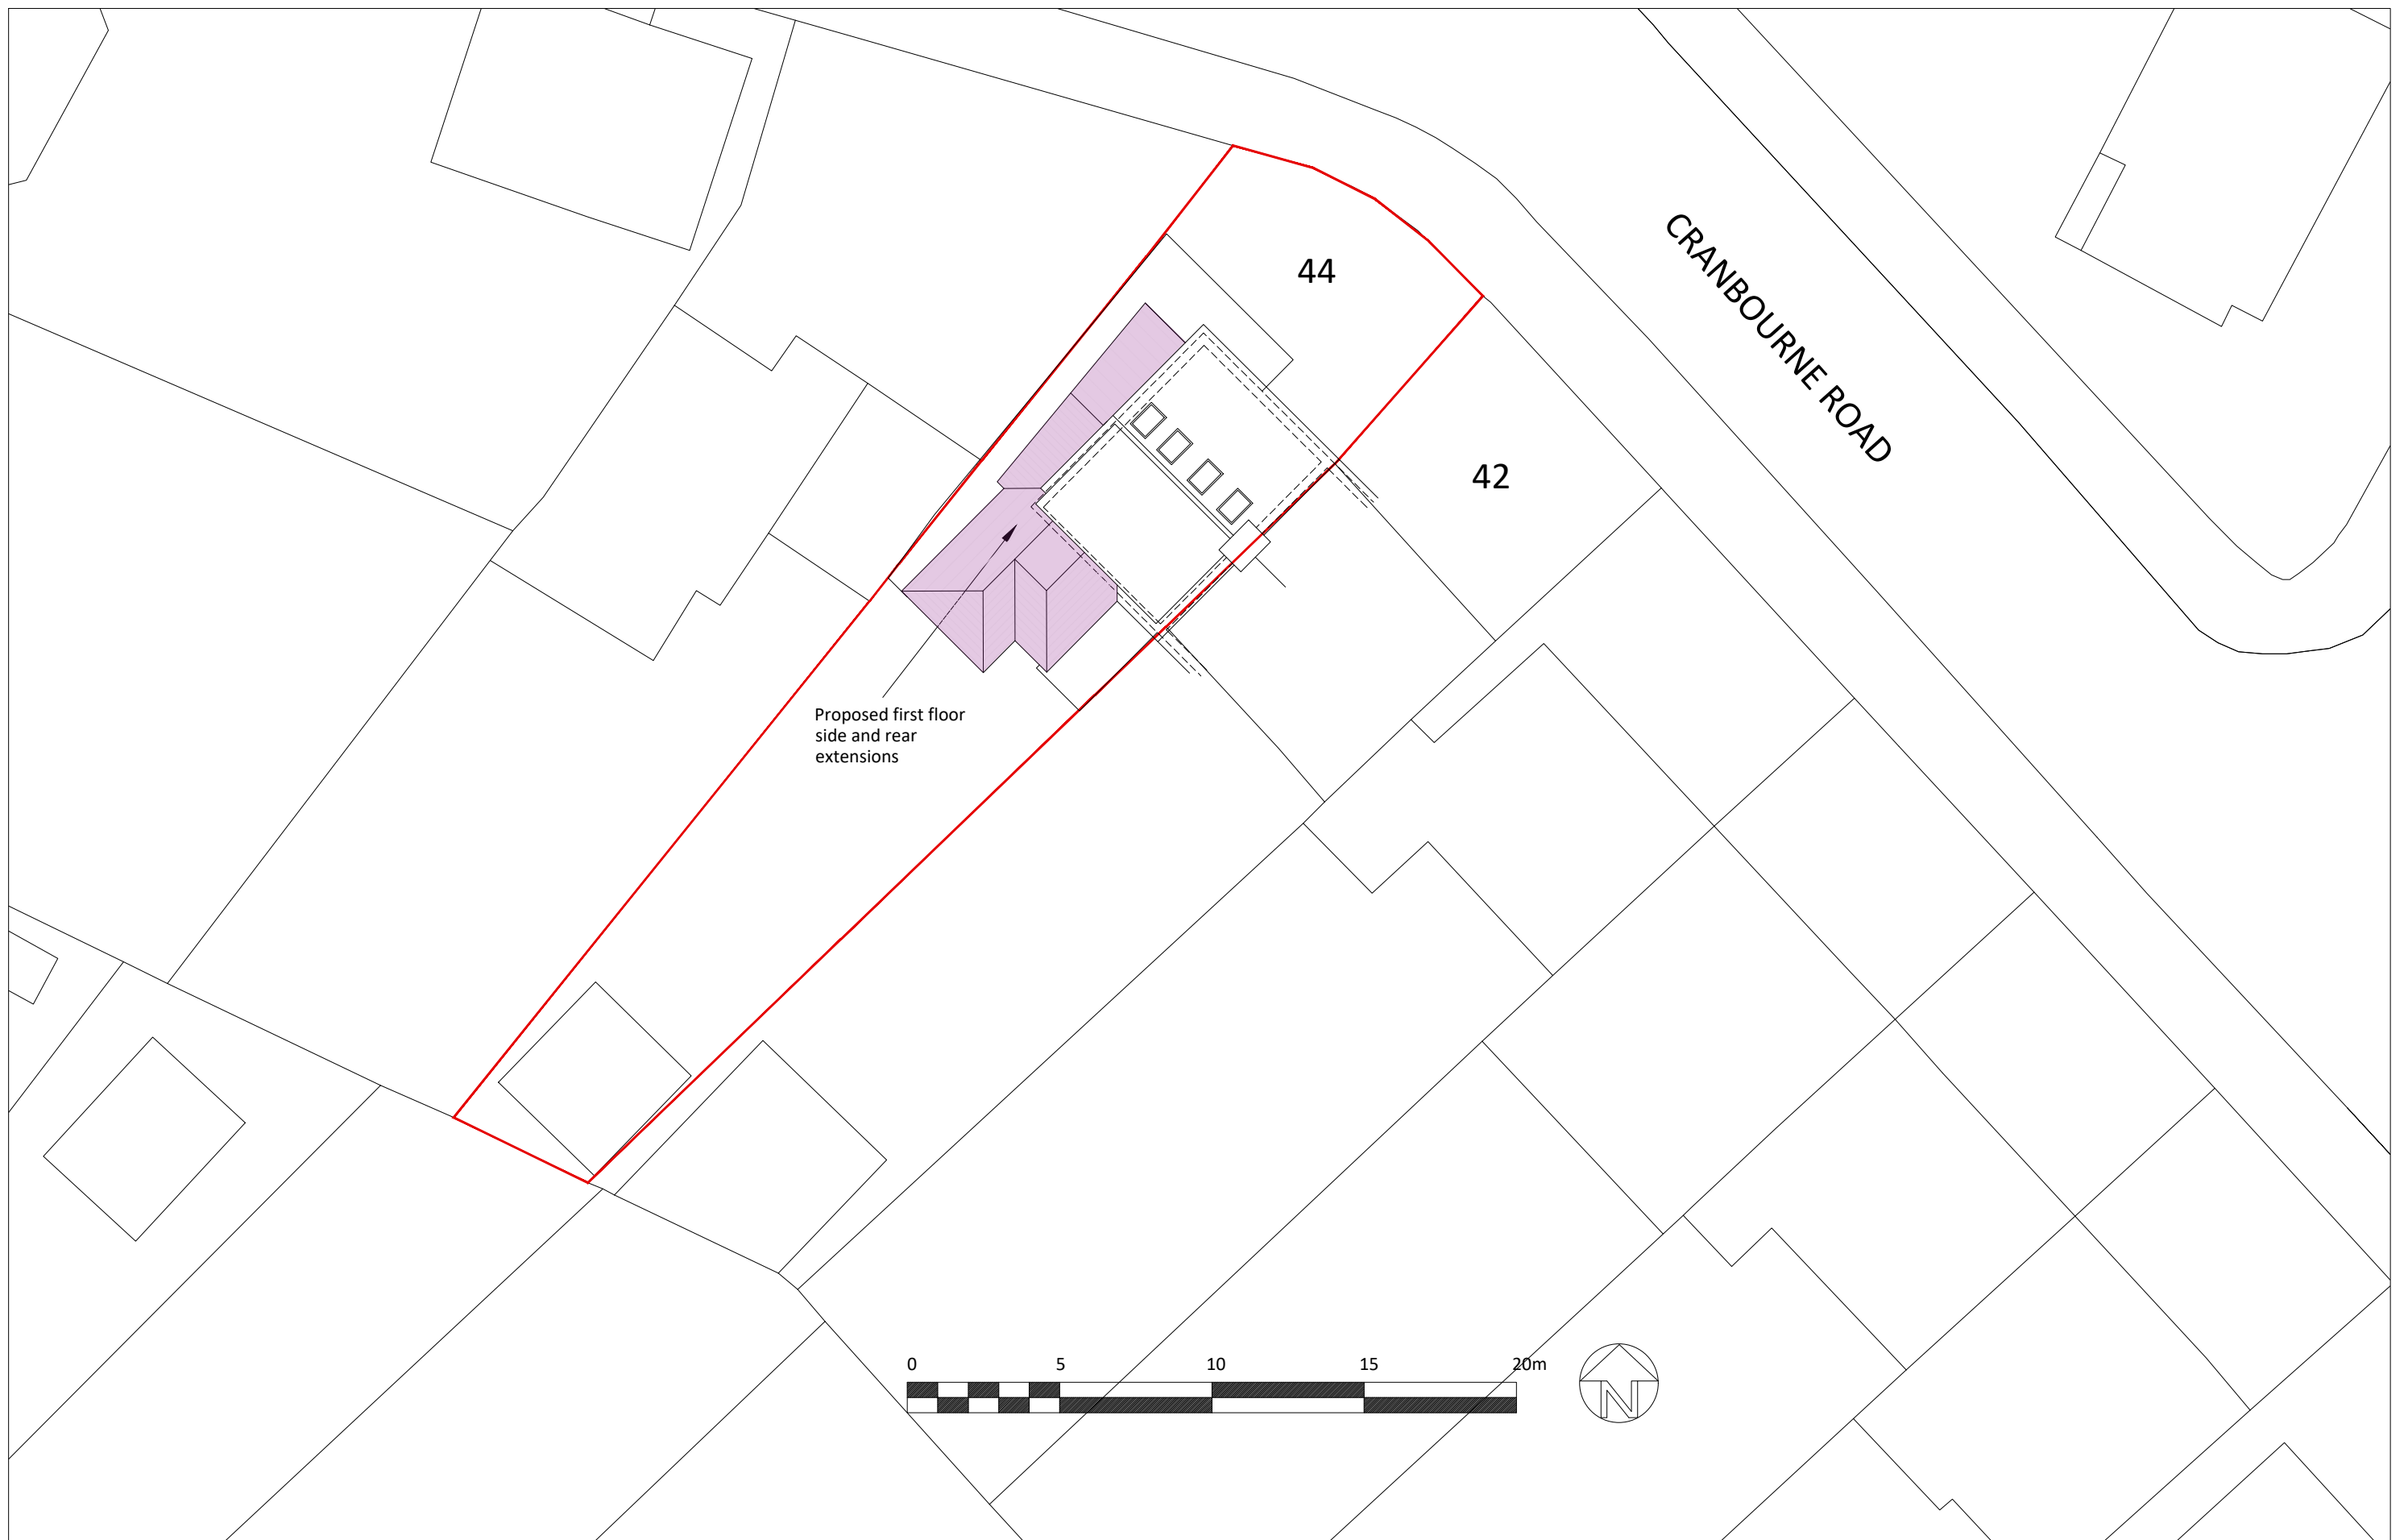 44
CRANBOURNE ROAD
42
Proposed first floor
side and rear
extensions
0 5 10 15 20m
N